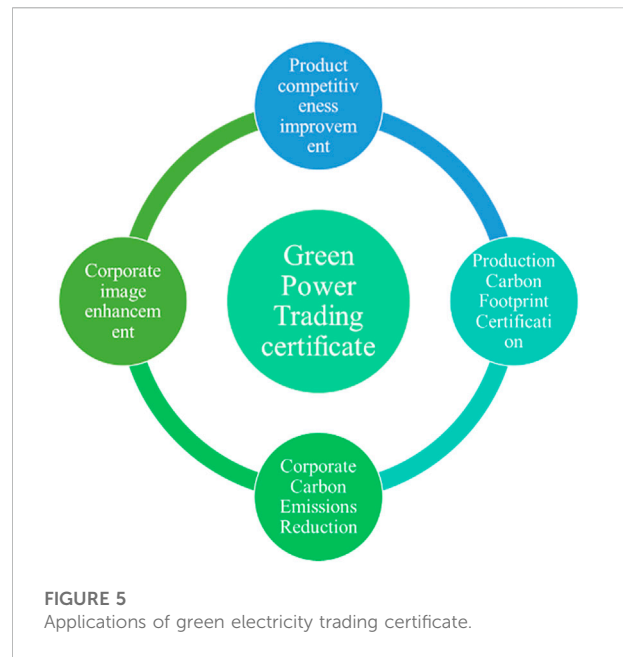 Product
competitiv
eness
improvem
ent
Green
Power
Trading
certificate
Corporate
image
enhancem
ent
Production
Carbon
Footprint
Certificati
on
Corporate
Carbon
Emissions
Reduction
FIGURE 5
Applications of green electricity trading certificate.